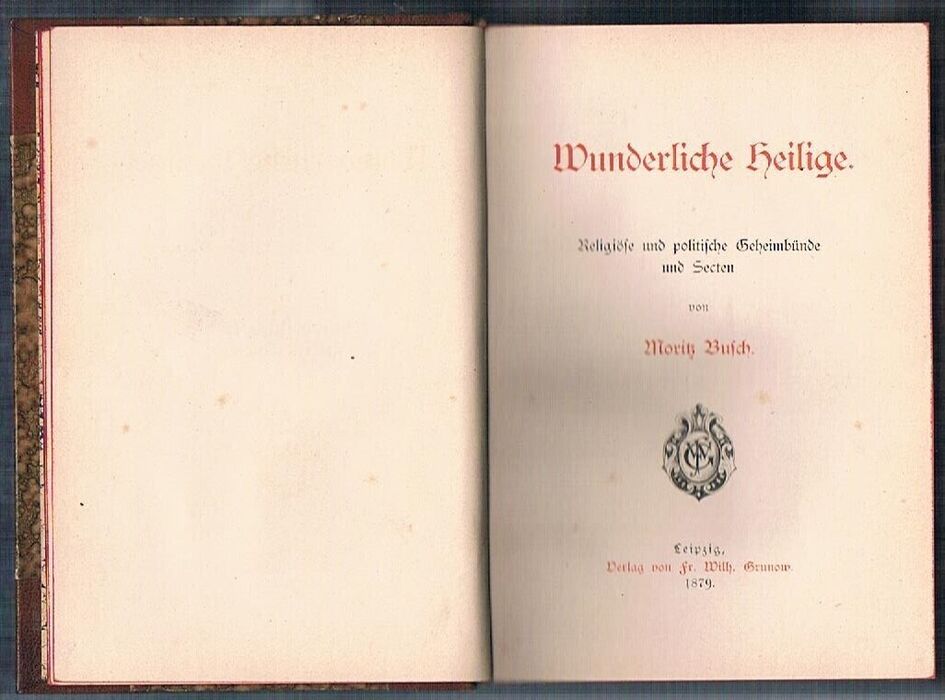 Wunderliche Heilige.
Religiöse und politische Geheimbünde
und Secten
von
Moritz Busch.
Leipzig,
Verlag von Fr. Wilh. Grunow.
1879.